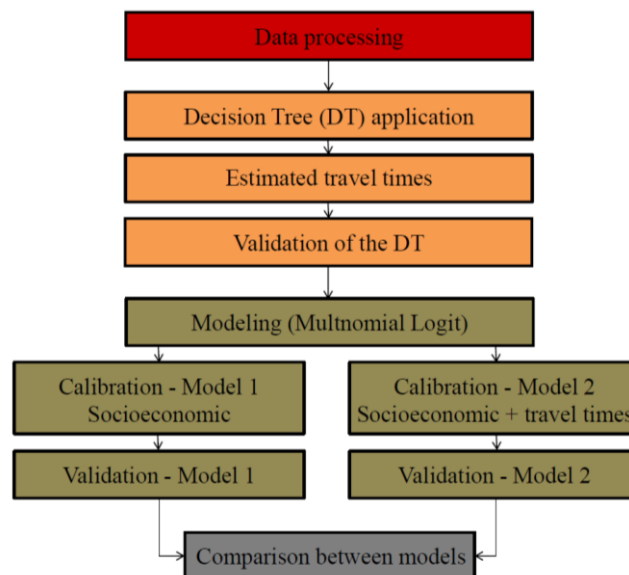 Data processing
Decision Tree (DT) application
Estimated travel times
Validation of the DT
Modeling (Multnomial Logit)
Calibration - Model 1
Socioeconomic
Calibration - Model 2
Socioeconomic + travel times
Validation - Model 1
Validation - Model 2
Comparison between models